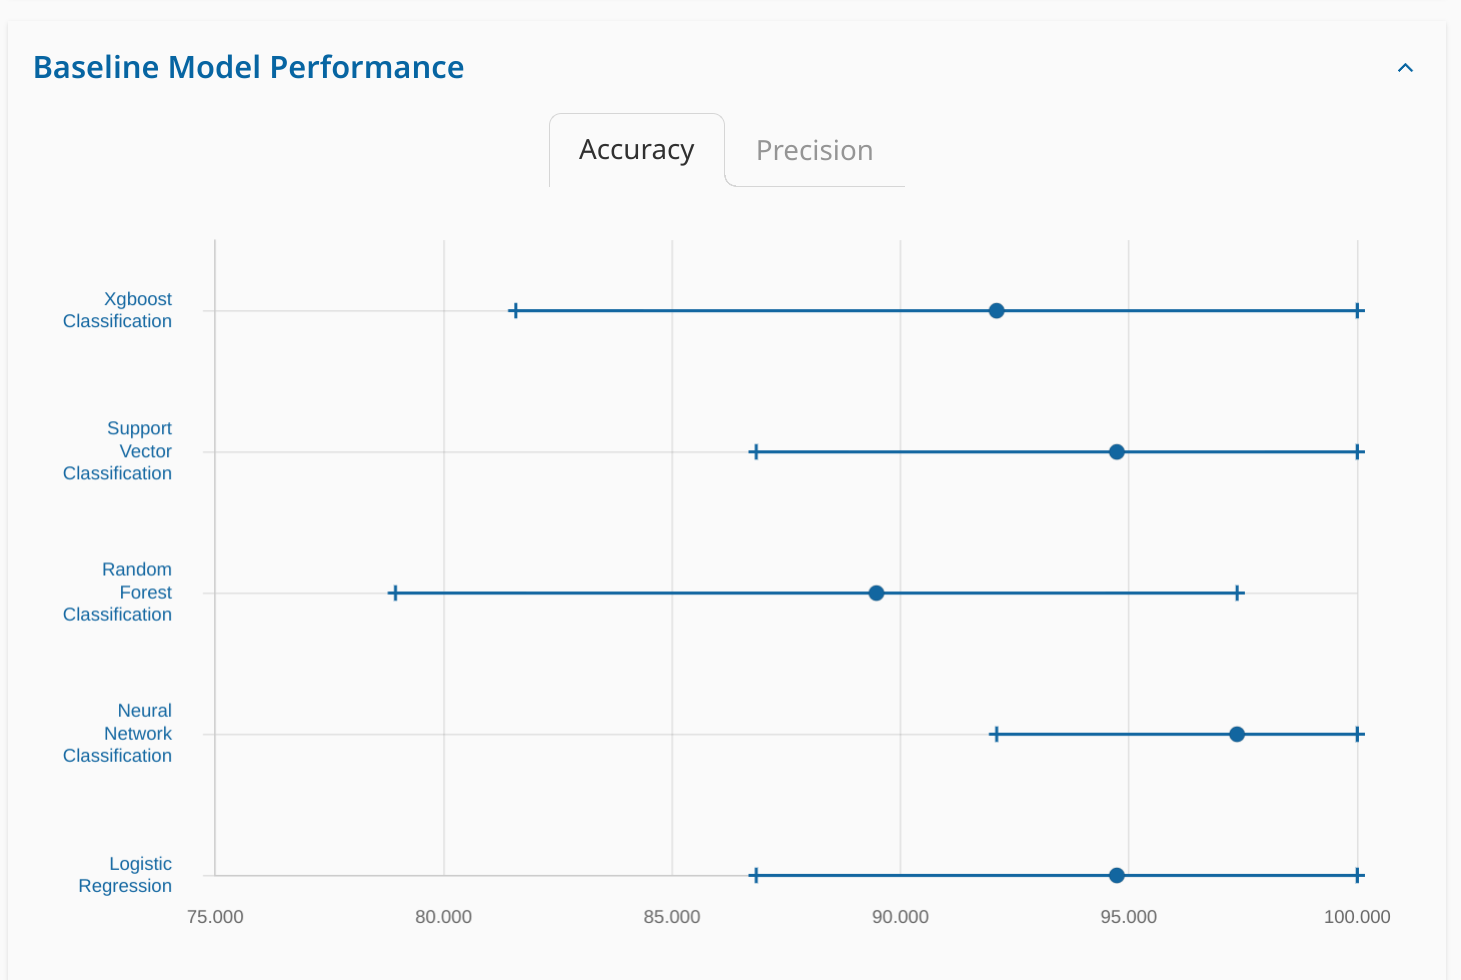 Baseline Model Performance
Accuracy
Precision
Xgboost
Classification
Support
Vector
Classification
Random
Forest
Classification
Neural
Network
Classification
Logistic
Regression
75.000
80.000
85.000
90.000
95.000
100.000